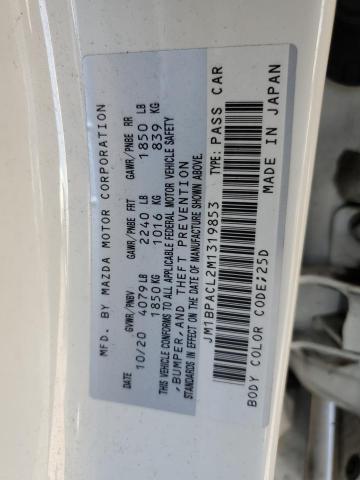 MFD. BY MAZDA MOTOR CORPORATION
DATE GVWR/PNBV GAWR/PNBE FRT GAWR/PNBE RR
10/20 4079 LB 2240 LB 1850 LB
1850 KG 1016 KG 839 KG
THIS VEHICLE CONFORMS TO ALL APPLICABLE FEDERAL MOTOR VEHICLE SAFETY
, BUMPER, AND THEFT PREVENTION
STANDARDS IN EFFECT ON THE DATE OF MANUFACTURE SHOWN ABOVE.
JM1BPACL2M1319853 TYPE: PASS CAR
BODY COLOR CODE: 25D MADE IN JAPAN